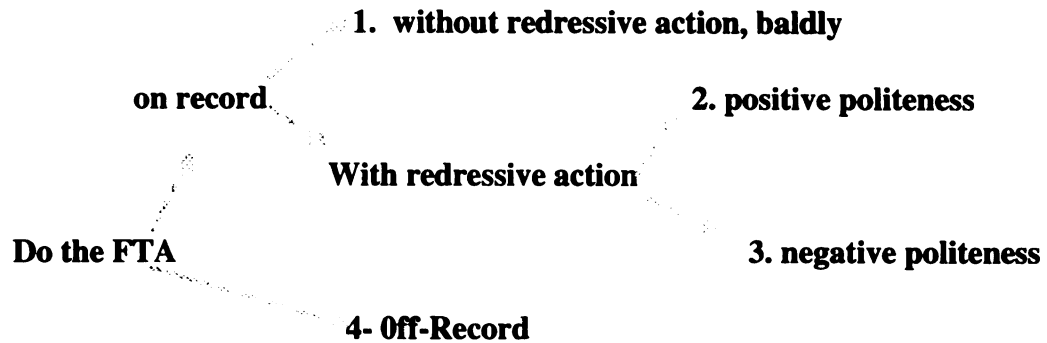 1. without redressive action, baldly
on record
2. positive politeness
With redressive action
Do the FTA
3. negative politeness
4- 0ff-Record